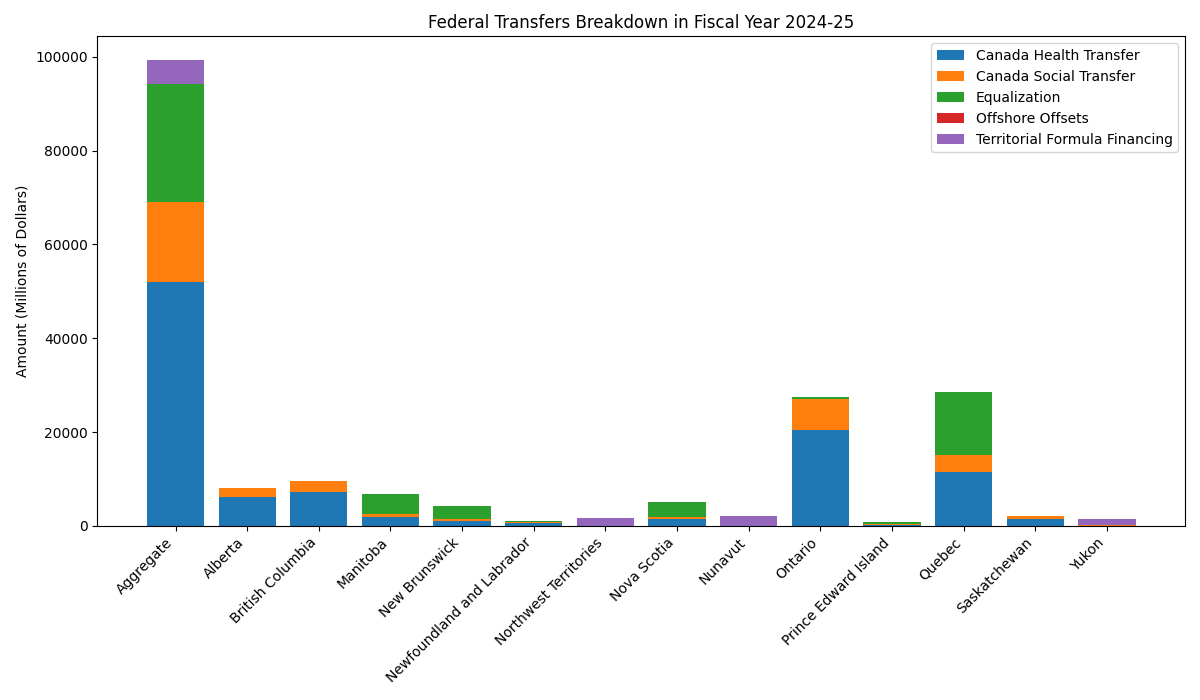 Federal Transfers Breakdown in Fiscal Year 2024-25
Canada Health Transfer
Canada Social Transfer
Equalization
Offshore Offsets
Territorial Formula Financing
Amount (Millions of Dollars)
100000
80000
60000
40000
20000
0
Aggregate
Alberta
British Columbia
Manitoba
New Brunswick
Newfoundland and Labrador
Northwest Territories
Nova Scotia
Nunavut
Ontario
Prince Edward Island
Quebec
Saskatchewan
Yukon